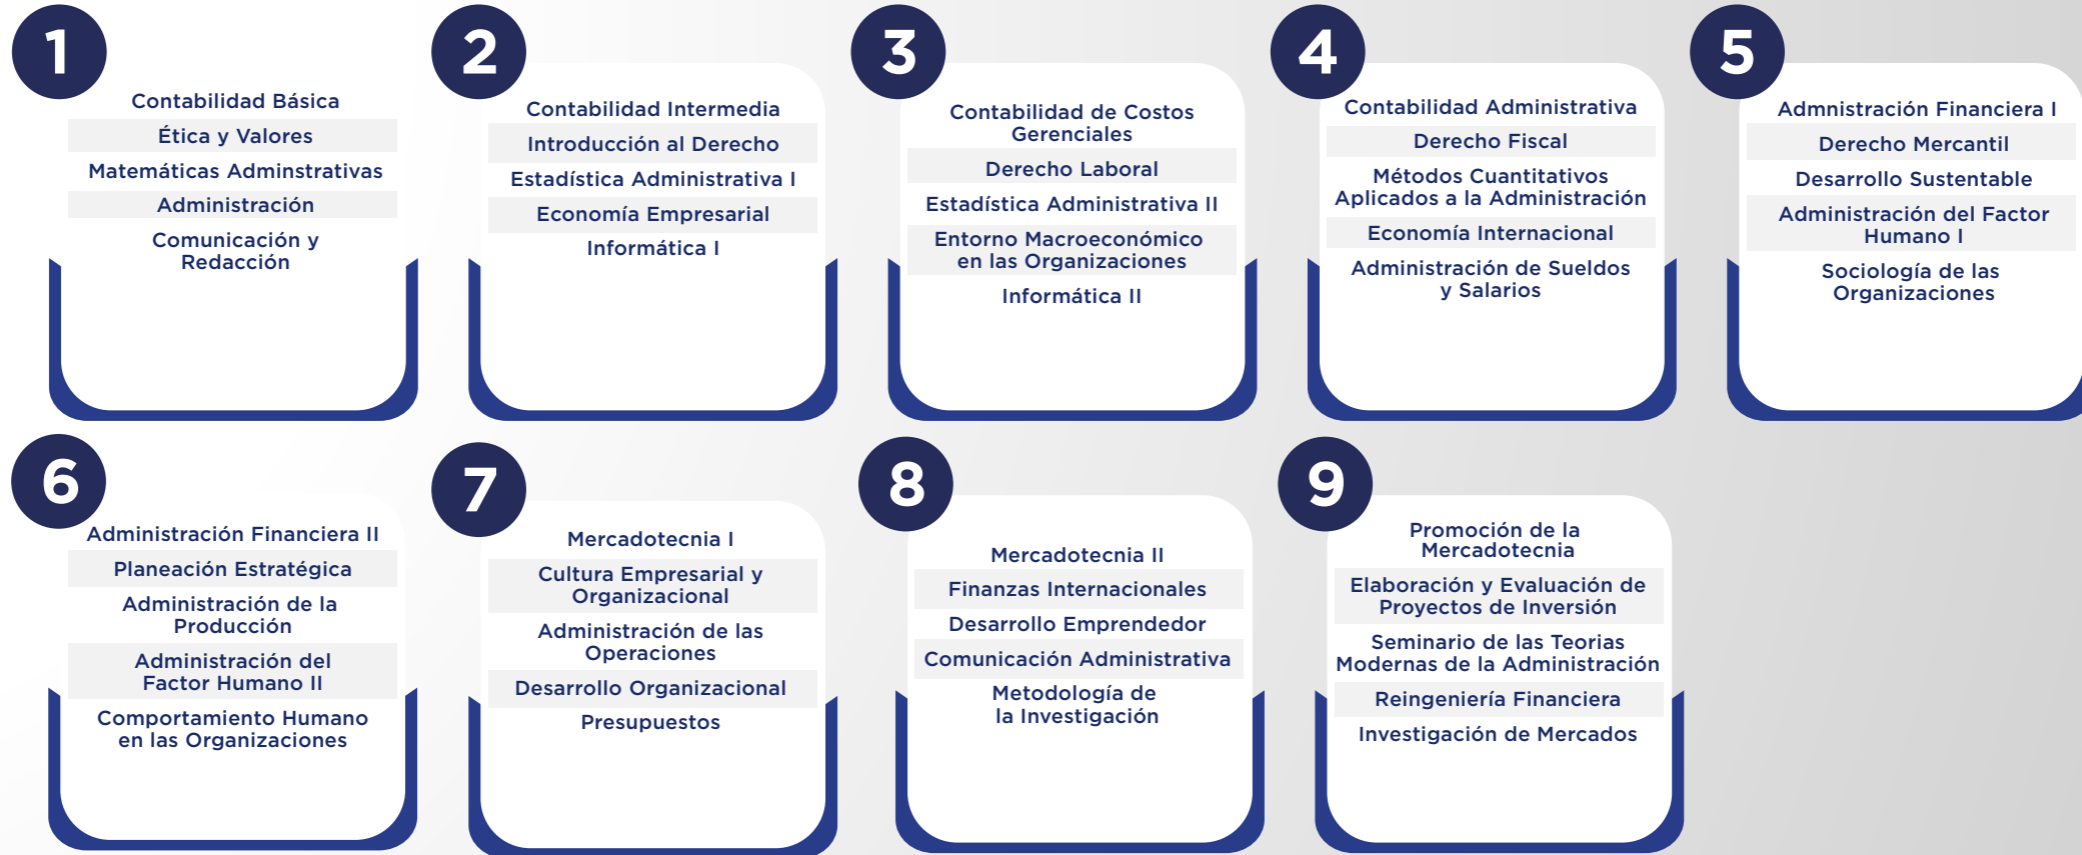 1
Contabilidad Básica
Ética y Valores
Matemáticas Adminstrativas
Administración
Comunicación y
Redacción
2
Contabilidad Intermedia
Introducción al Derecho
Estadística Administrativa I
Economía Empresarial
Informática I
3
Contabilidad de Costos
Gerenciales
Derecho Laboral
Estadística Administrativa II
Entorno Macroeconómico
en las Organizaciones
Informática II
4
Contabilidad Administrativa
Derecho Fiscal
Métodos Cuantitativos
Aplicados a la Administración
Economía Internacional
Administración de Sueldos
y Salarios
5
Admnistración Financiera I
Derecho Mercantil
Desarrollo Sustentable
Administración del Factor
Humano I
Sociología de las
Organizaciones
6
Administración Financiera II
Planeación Estratégica
Administración de la
Producción
Administración del
Factor Humano II
Comportamiento Humano
en las Organizaciones
7
Mercadotecnia I
Cultura Empresarial y
Organizacional
Administración de las
Operaciones
Desarrollo Organizacional
Presupuestos
8
Mercadotecnia II
Finanzas Internacionales
Desarrollo Emprendedor
Comunicación Administrativa
Metodología de
la Investigación
9
Promoción de la
Mercadotecnia
Elaboración y Evaluación de
Proyectos de Inversión
Seminario de las Teorias
Modernas de la Administración
Reingeniería Financiera
Investigación de Mercados